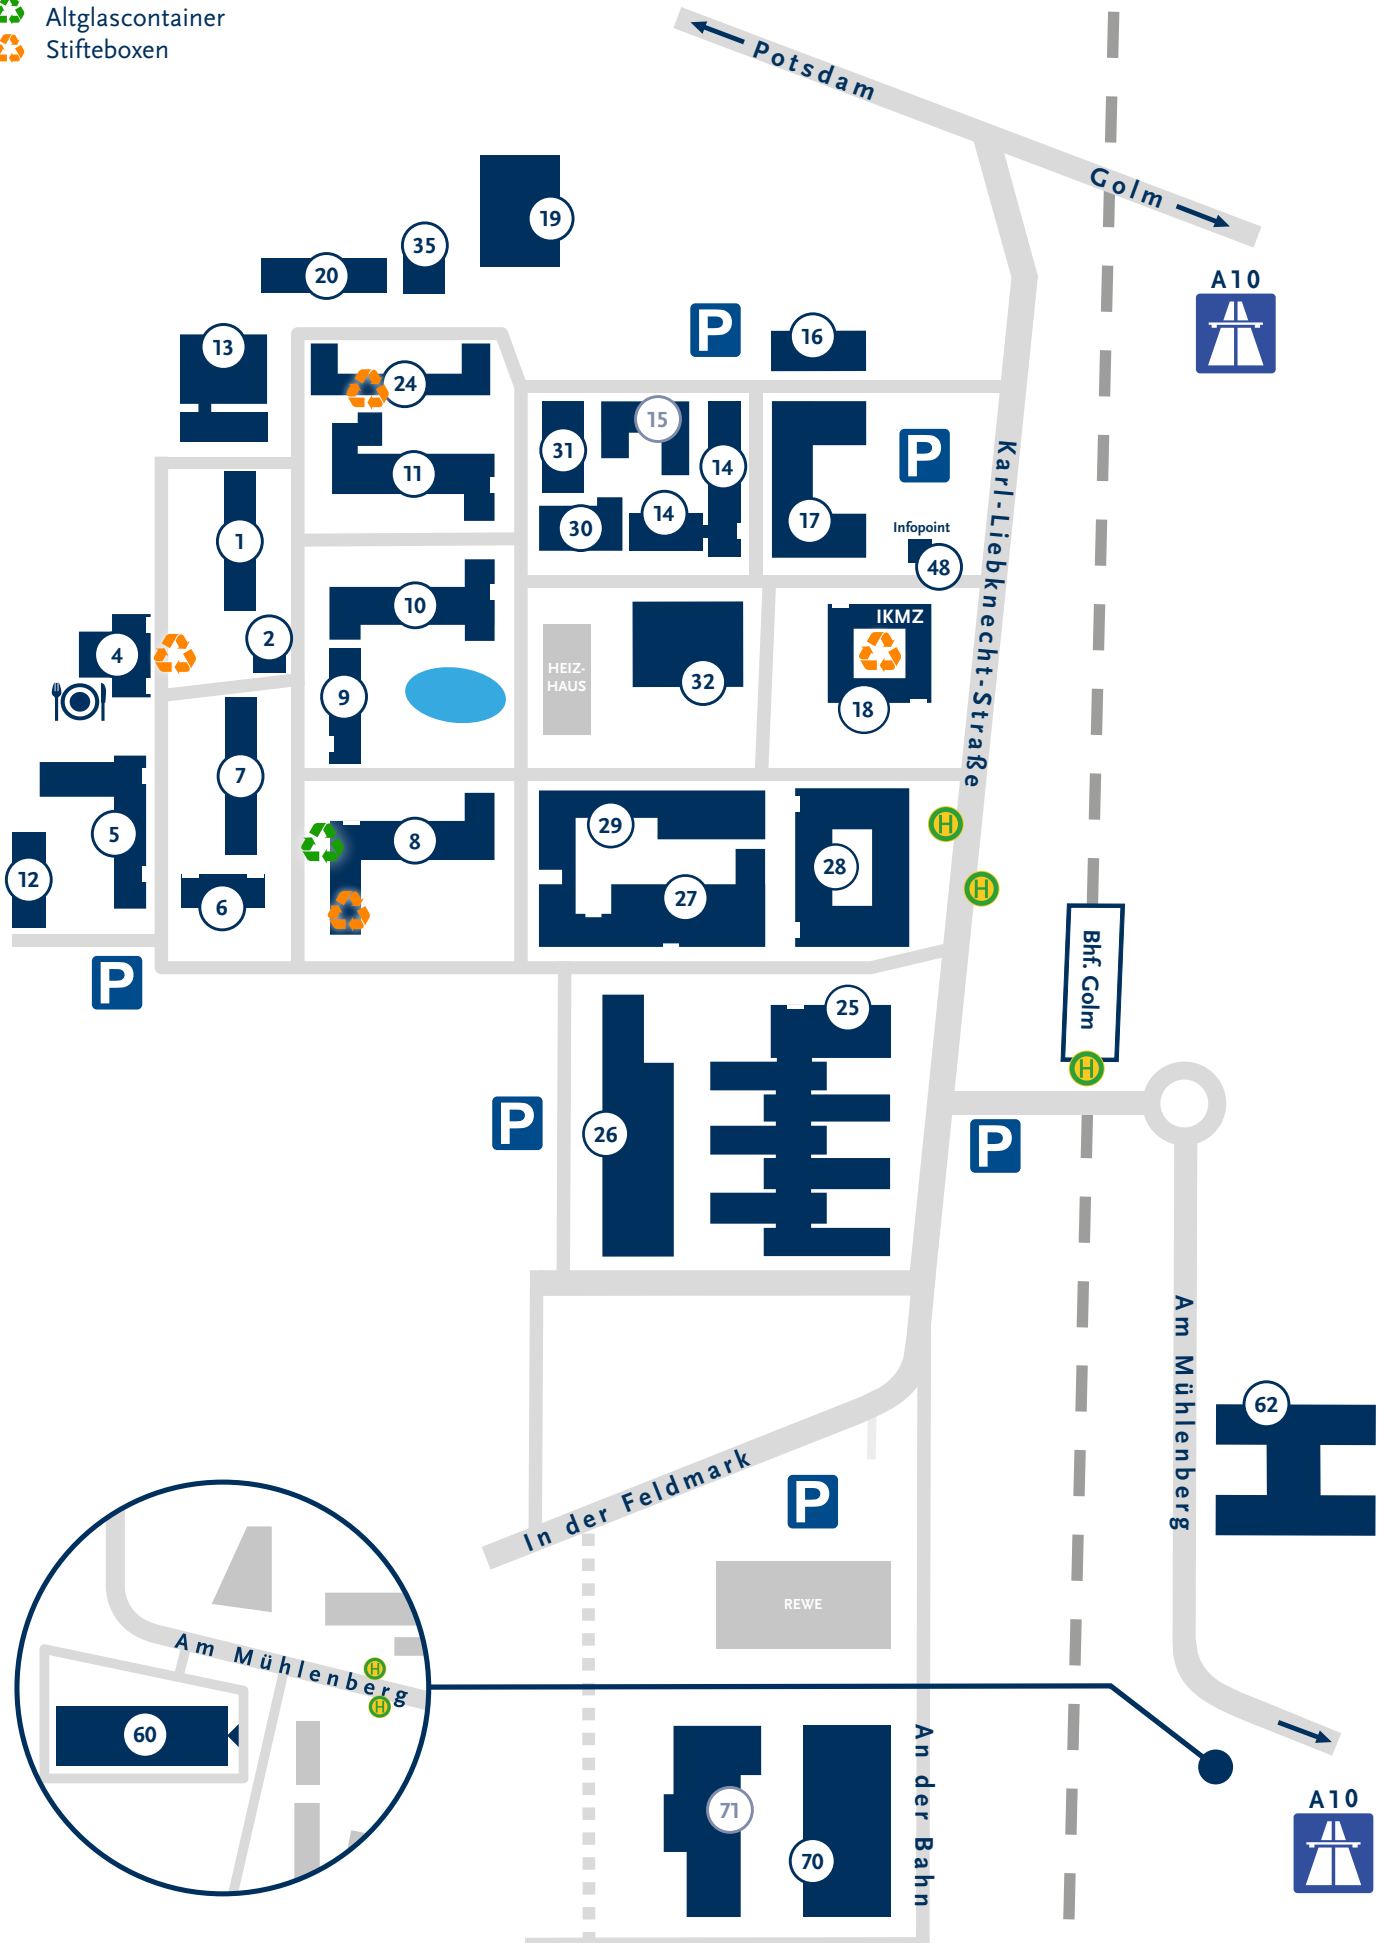 Altglascontainer
Stifteboxen
Potsdam
Golm
A10
19
35
20
13
16
P
24
15
31
14
11
P
17
14
30
Infopoint
1
48
Karl-Liebknecht-Straße
10
IKMZ
2
4
HEIZ-
HAUS
32
9
18
7
29
H
5
8
28
12
H
27
6
Bhf. Golm
P
25
H
P
26
P
Am Mühlenberg
62
In der Feldmark
P
REWE
Am Mühlenberg
H
H
60
An der Bahn
71
70
A10